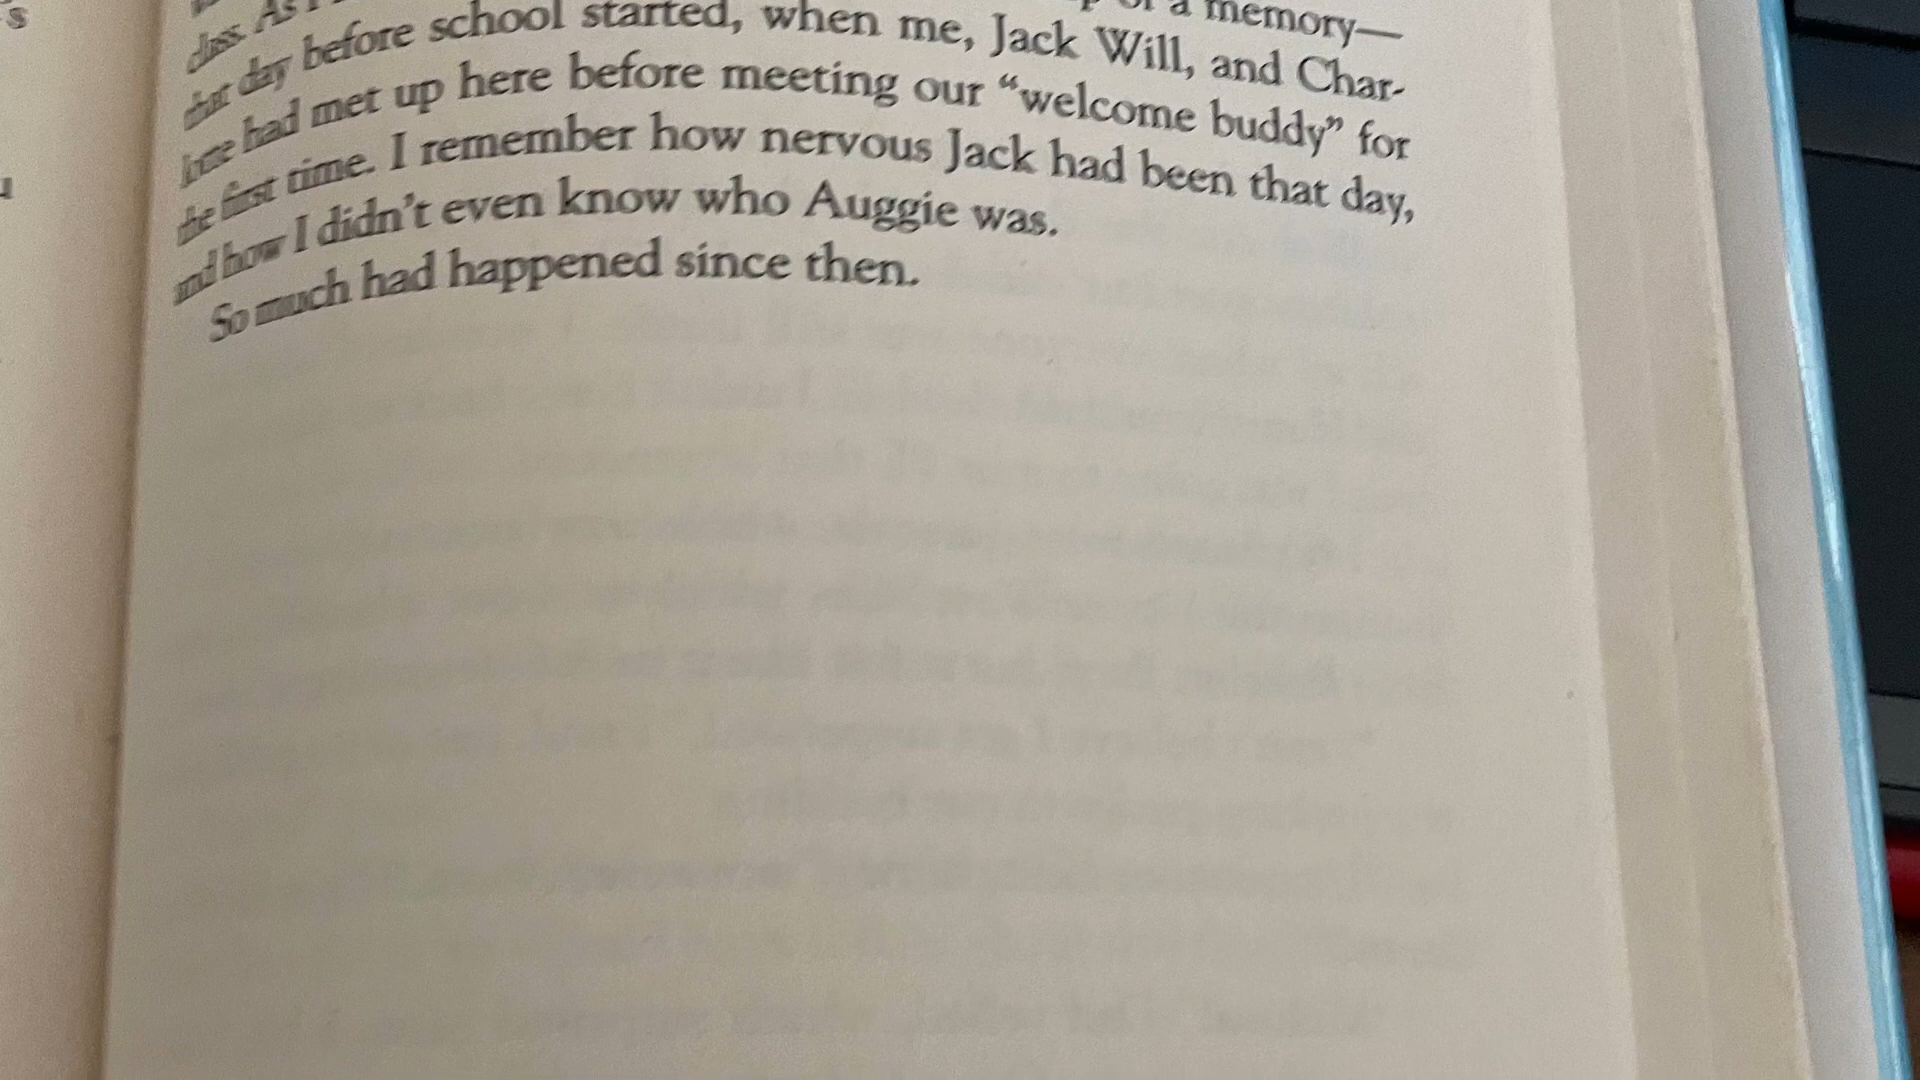 s
class. As I
of a memory—
that day before school started, when me, Jack Will, and Char-
lotte had met up here before meeting our “welcome buddy” for
the first time. I remember how nervous Jack had been that day,
and how I didn’t even know who Auggie was.
So much had happened since then.